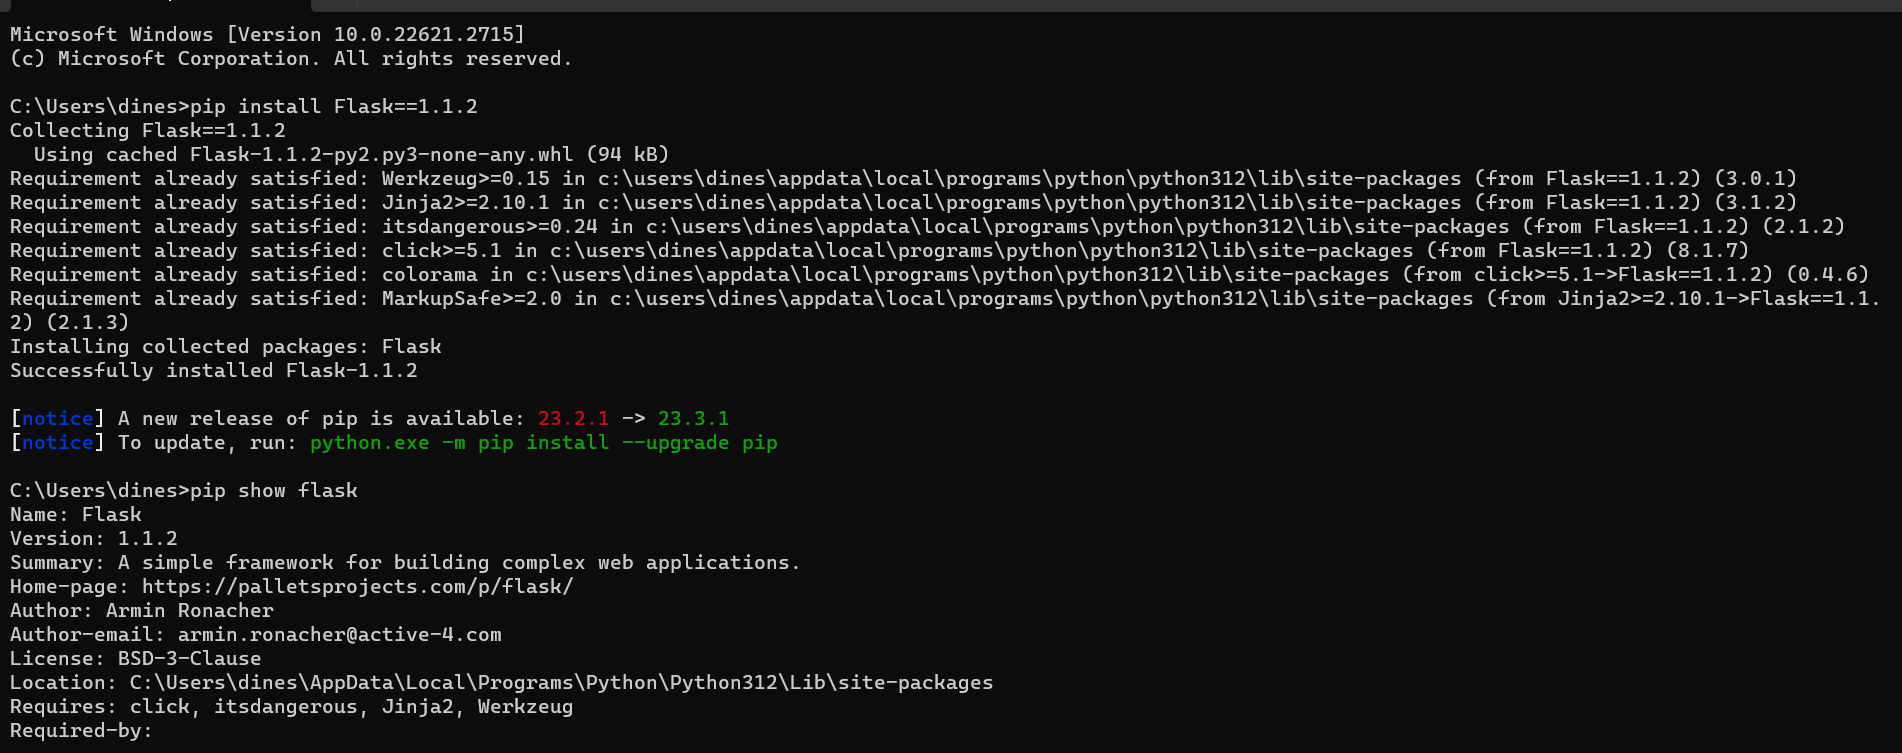 Microsoft Windows [Version 10.0.22621.2715]
(c) Microsoft Corporation. All rights reserved.

C:\Users\dines>pip install Flask==1.1.2
Collecting Flask==1.1.2
  Using cached Flask-1.1.2-py2.py3-none-any.whl (94 kB)
Requirement already satisfied: Werkzeug>=0.15 in c:\users\dines\appdata\local\programs\python\python312\lib\site-packages (from Flask==1.1.2) (3.0.1)
Requirement already satisfied: Jinja2>=2.10.1 in c:\users\dines\appdata\local\programs\python\python312\lib\site-packages (from Flask==1.1.2) (3.1.2)
Requirement already satisfied: itsdangerous>=0.24 in c:\users\dines\appdata\local\programs\python\python312\lib\site-packages (from Flask==1.1.2) (2.1.2)
Requirement already satisfied: click>=5.1 in c:\users\dines\appdata\local\programs\python\python312\lib\site-packages (from Flask==1.1.2) (8.1.7)
Requirement already satisfied: colorama in c:\users\dines\appdata\local\programs\python\python312\lib\site-packages (from click>=5.1->Flask==1.1.2) (0.4.6)
Requirement already satisfied: MarkupSafe>=2.0 in c:\users\dines\appdata\local\programs\python\python312\lib\site-packages (from Jinja2>=2.10.1->Flask==1.1.
2) (2.1.3)
Installing collected packages: Flask
Successfully installed Flask-1.1.2

[notice] A new release of pip is available: 23.2.1 -> 23.3.1
[notice] To update, run: python.exe -m pip install --upgrade pip

C:\Users\dines>pip show flask
Name: Flask
Version: 1.1.2
Summary: A simple framework for building complex web applications.
Home-page: https://palletsprojects.com/p/flask/
Author: Armin Ronacher
Author-email: armin.ronacher@active-4.com
License: BSD-3-Clause
Location: C:\Users\dines\AppData\Local\Programs\Python\Python312\Lib\site-packages
Requires: click, itsdangerous, Jinja2, Werkzeug
Required-by: